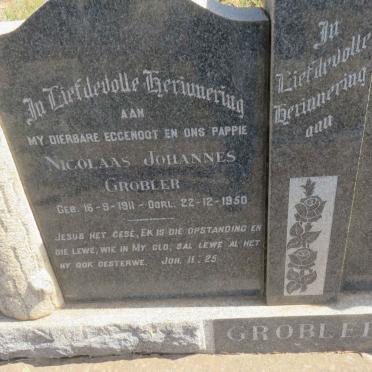 In Liefdevolle Herinnering
AAN
MY DIERBARE EGGENOOT EN ONS PAPPIE
NICOLAAS JOHANNES
GROBLER
GEB. 16-9-1911 - OORL. 22-12-1950
JESUS HET GESÊ, EK IS DIE OPSTANDING EN
DIE LEWE, WIE IN MY GLO, SAL LEWE AL HET
HY OOK GESTERWE. JOH. 11. 25
In
Liefdevolle
Herinnering
aan
GROBLER